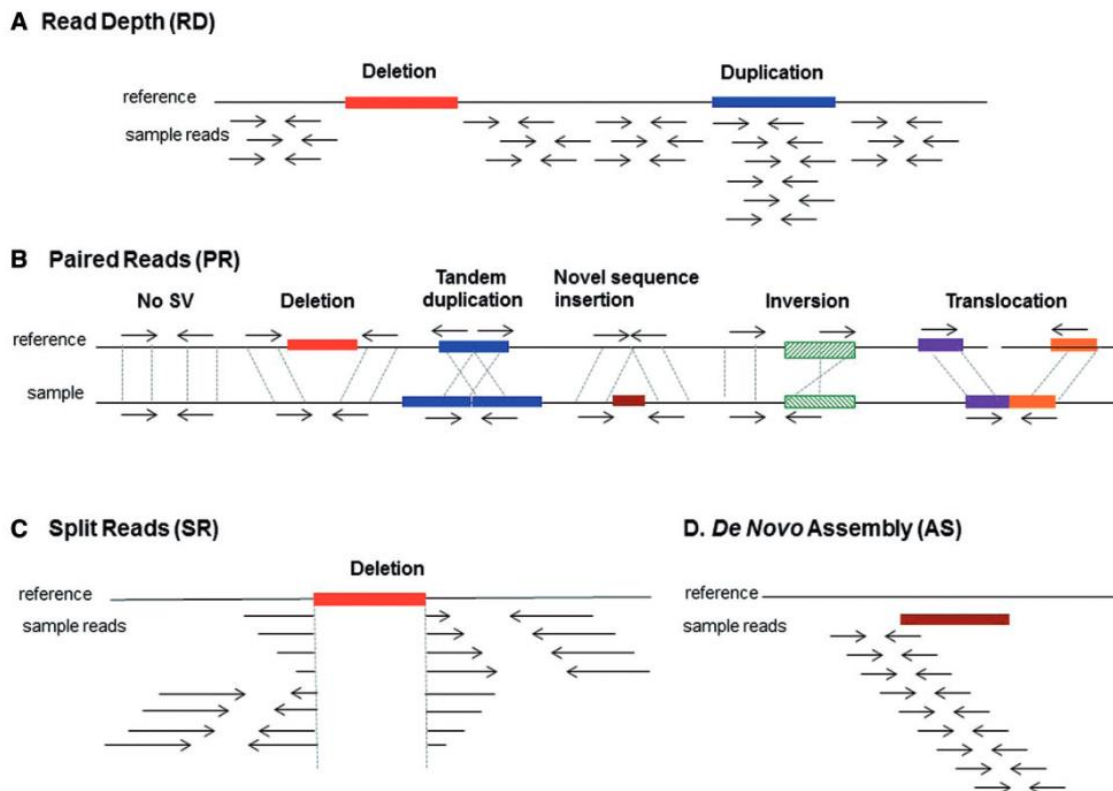 A Read Depth (RD)
Deletion
Duplication
reference
sample reads
B Paired Reads (PR)
No SV
Deletion
Tandem
duplication
Novel sequence
insertion
Inversion
Translocation
reference
sample
C Split Reads (SR)
Deletion
reference
sample reads
D. De Novo Assembly (AS)
reference
sample reads